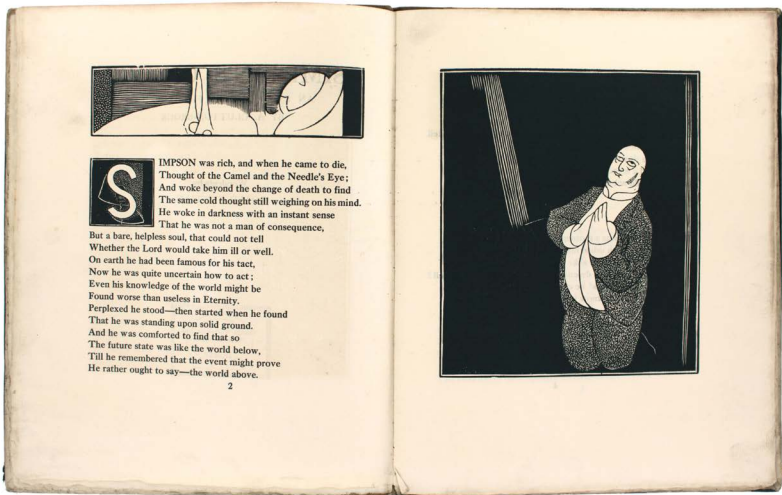 SIMPSON was rich, and when he came to die,
Thought of the Camel and the Needle's Eye;
And woke beyond the change of death to find
The same cold thought still weighing on his mind.
He woke in darkness with an instant sense
That he was not a man of consequence,
But a bare, helpless soul, that could not tell
Whether the Lord would take him ill or well.
On earth he had been famous for his tact,
Now he was quite uncertain how to act;
Even his knowledge of the world might be
Found worse than useless in Eternity.
Perplexed he stood—then started when he found
That he was standing upon solid ground.
And he was comforted to find that so
The future state was like the world below,
Till he remembered that the event might prove
He rather ought to say—the world above.
2